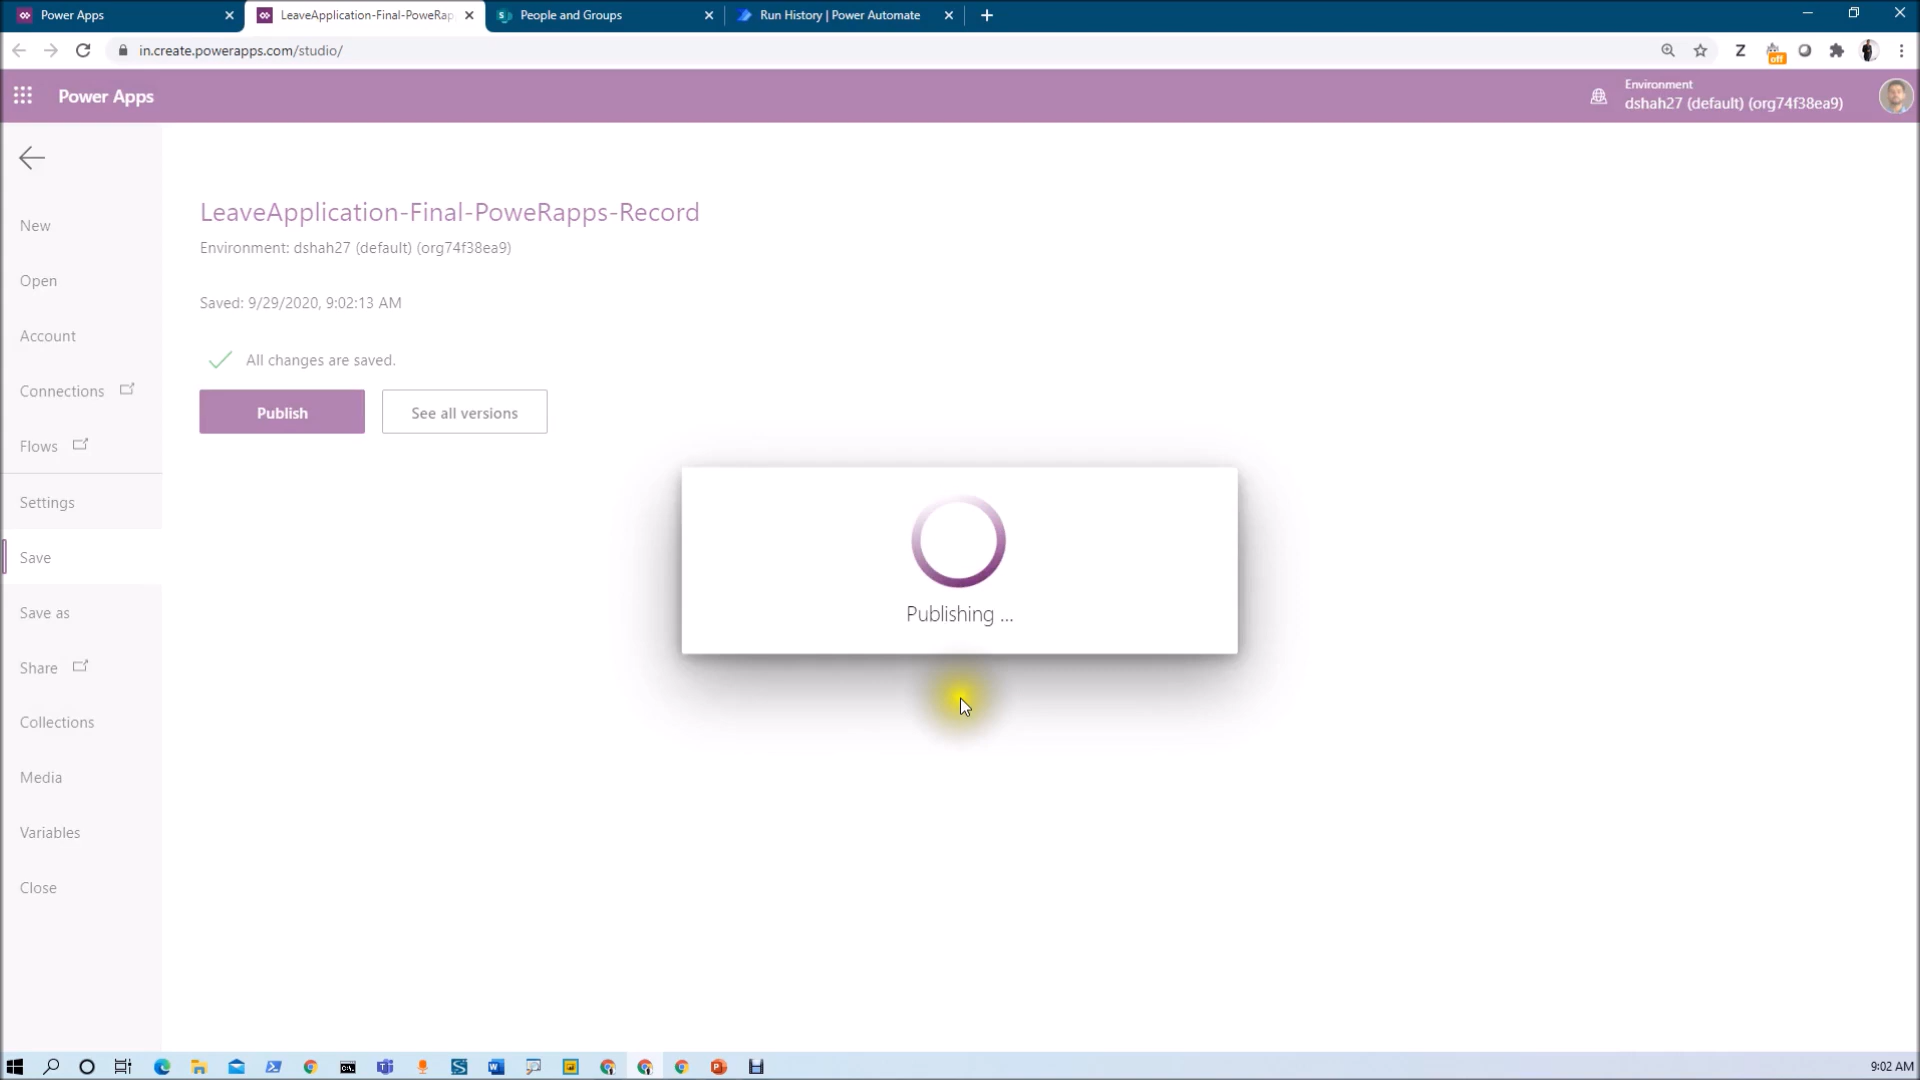 Power Apps
LeaveApplication-Final-PoweRap
People and Groups
Run History | Power Automate
in.create.powerapps.com/studio/
Z
off
Power Apps
Environment
dshah27 (default) (org74f38ea9)
New
Open
Account
Connections
Flows
Settings
Save
Save as
Share
Collections
Media
Variables
Close
LeaveApplication-Final-PoweRapps-Record
Environment: dshah27 (default) (org74f38ea9)
Saved: 9/29/2020, 9:02:13 AM
All changes are saved.
Publish
See all versions
Publishing ...
9:02 AM